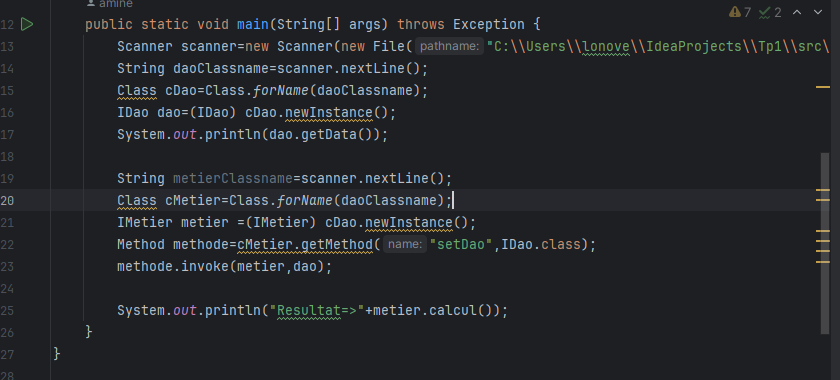 amine
7 2
12 public static void main(String[] args) throws Exception {
13 Scanner scanner=new Scanner(new File( pathname: "C:\\Users\\lonove\\IdeaProjects\\Tp1\\src\
14 String daoClassname=scanner.nextLine();
15 Class cDao=Class.forName(daoClassname);
16 IDao dao=(IDao) cDao.newInstance();
17 System.out.println(dao.getData());
18
19 String metierClassname=scanner.nextLine();
20 Class cMetier=Class.forName(daoClassname);
21 IMetier metier =(IMetier) cDao.newInstance();
22 Method methode=cMetier.getMethod( name: "setDao",IDao.class);
23 methode.invoke(metier,dao);
24
25 System.out.println("Resultat=>"+metier.calcul());
26 }
27 }
28